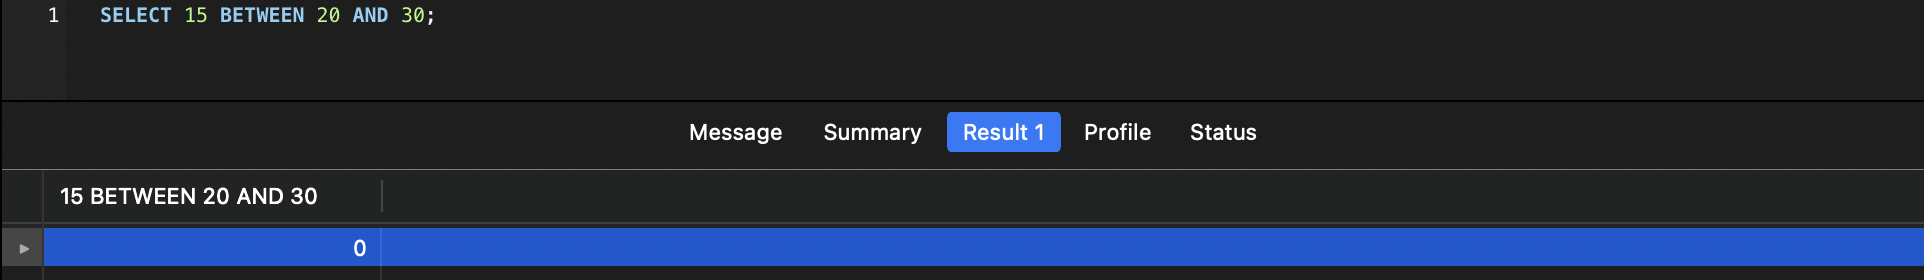 1 SELECT 15 BETWEEN 20 AND 30;
Message Summary Result 1 Profile Status
15 BETWEEN 20 AND 30
0